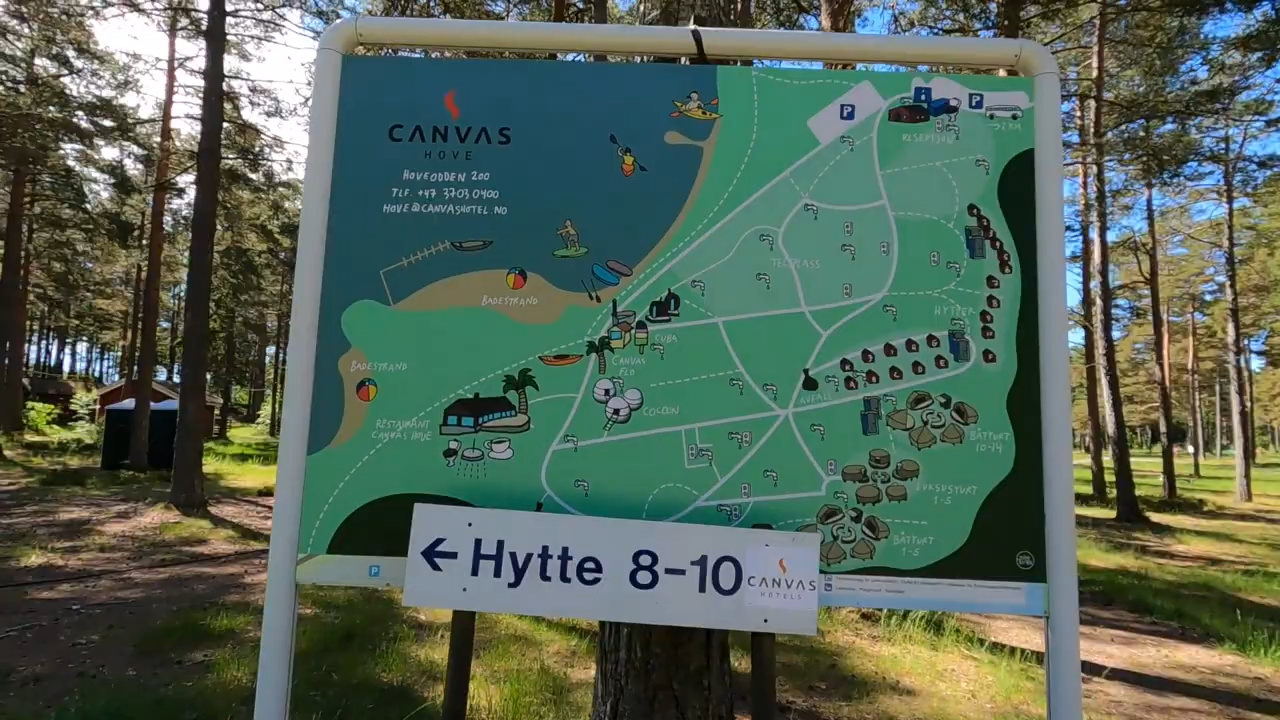 CANVAS
HOVE
HOVEODDEN 200
TLF. +47 3703 0400
HOVE@CANVASHOTEL.NO
P
P
RESEPSJON
TELTPLASS
BADESTRAND
HYTTER
CUBA
CANVAS
FLO
BADESTRAND
COCOON
AVFALL
RESTAURANT
CANVAS HOVE
BÅTTURT
10-14
LUKSUSTURT
1-5
BÅTTURT
1-5
P
← Hytte 8-10
CANVAS
HOTELS